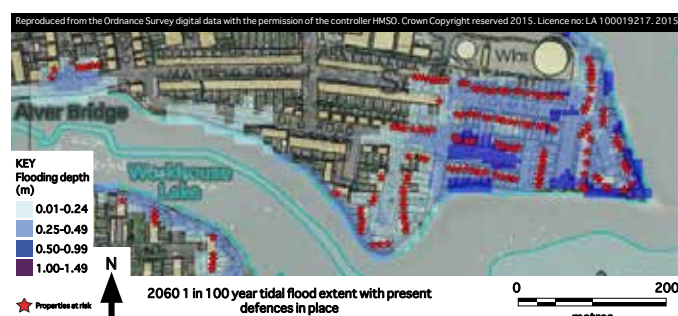 Reproduced from the Ordnance Survey digital data with the permission of the controller HMSO. Crown Copyright reserved 2015. Licence no: LA 100019217. 2015
Wks
MAYFIELD ROAD
Alver Bridge
Workhouse
Lake
KEY
Flooding depth
(m)
0.01-0.24
0.25-0.49
0.50-0.99
1.00-1.49
Properties at risk
N
2060 1 in 100 year tidal flood extent with present
defences in place
0
200
metres